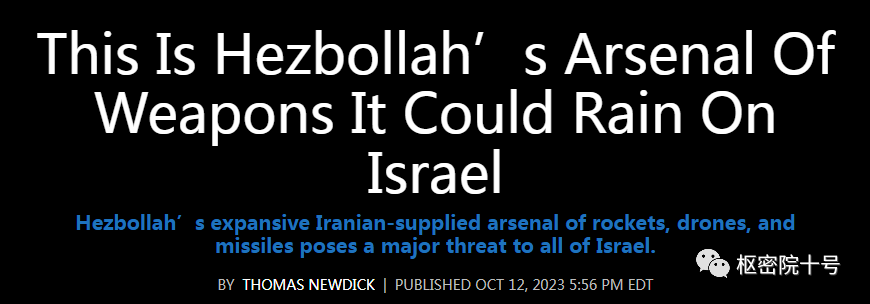 This Is Hezbollah’s Arsenal Of
Weapons It Could Rain On
Israel
Hezbollah’s expansive Iranian-supplied arsenal of rockets, drones, and
missiles poses a major threat to all of Israel.
BY THOMAS NEWDICK | PUBLISHED OCT 12, 2023 5:56 PM EDT
枢密院十号